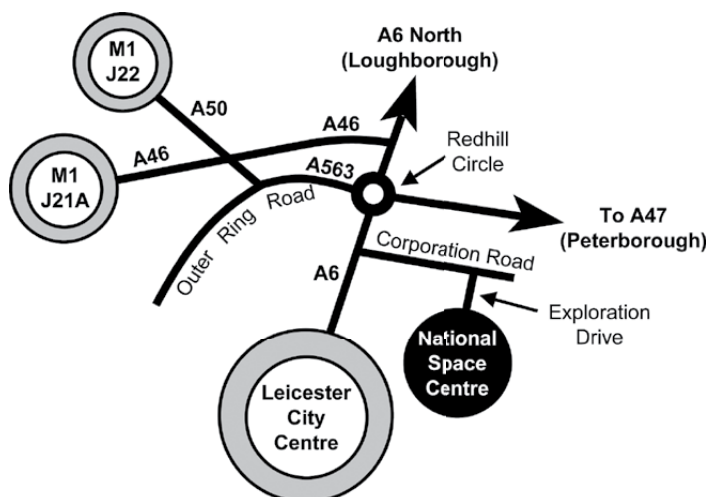 M1
J22
A6 North
(Loughborough)
A50
A46
A46
Redhill
Circle
M1
J21A
A563
Outer Ring Road
To A47
(Peterborough)
Corporation Road
A6
Exploration
Drive
National
Space
Centre
Leicester
City
Centre